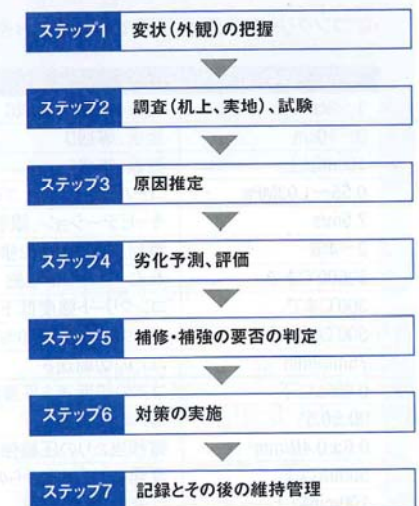 ステップ1 変状(外観)の把握
ステップ2 調査(机上、実地)、試験
ステップ3 原因推定
ステップ4 劣化予測、評価
ステップ5 補修・補強の要否の判定
ステップ6 対策の実施
ステップ7 記録とその後の維持管理